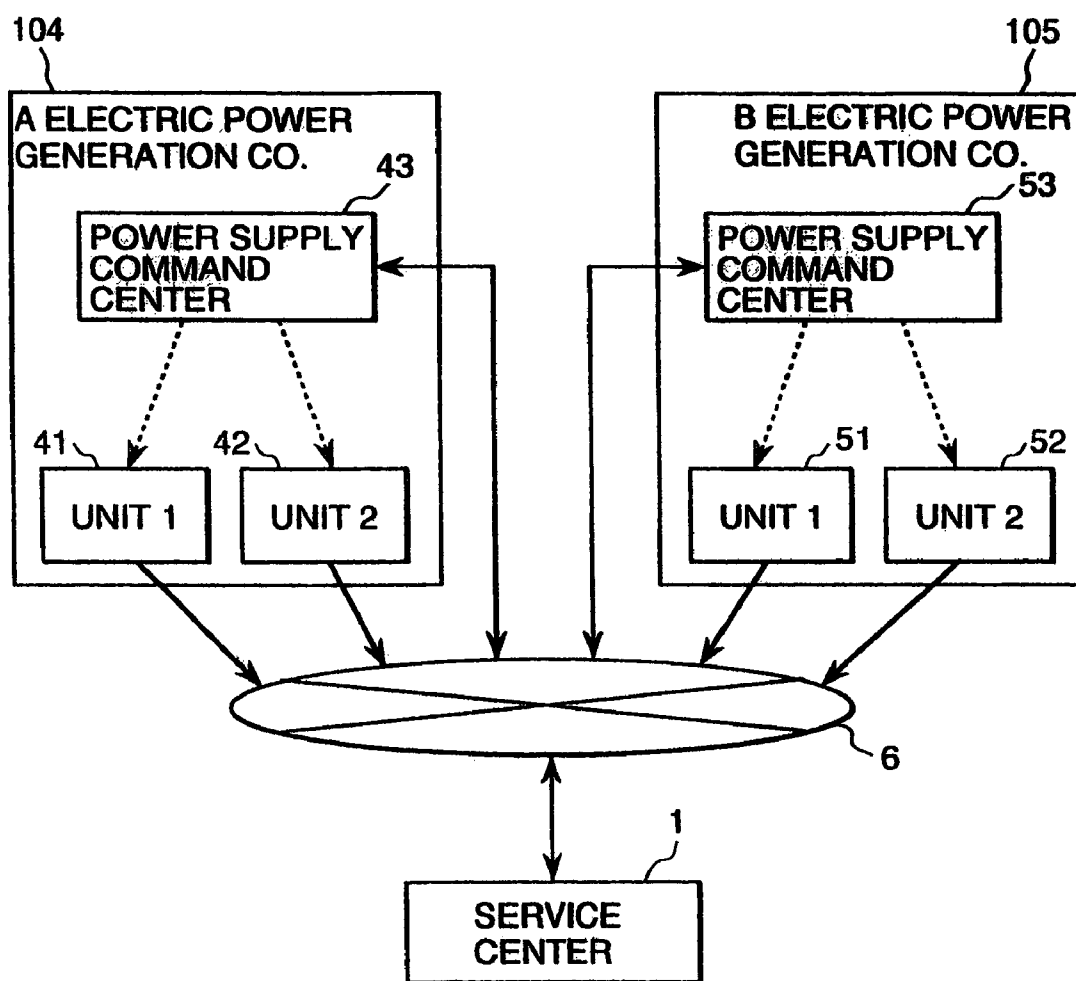 104
105
A ELECTRIC POWER
GENERATION CO.
B ELECTRIC POWER
GENERATION CO.
43
53
POWER SUPPLY
COMMAND
CENTER
POWER SUPPLY
COMMAND
CENTER
41
42
51
52
UNIT 1
UNIT 2
UNIT 1
UNIT 2
6
1
SERVICE
CENTER